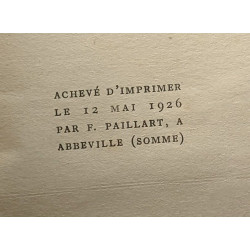 ACHEVÉ D'IMPRIMER
LE 12 MAI 1926
PAR F. PAILLART, A
ABBEVILLE (SOMME)